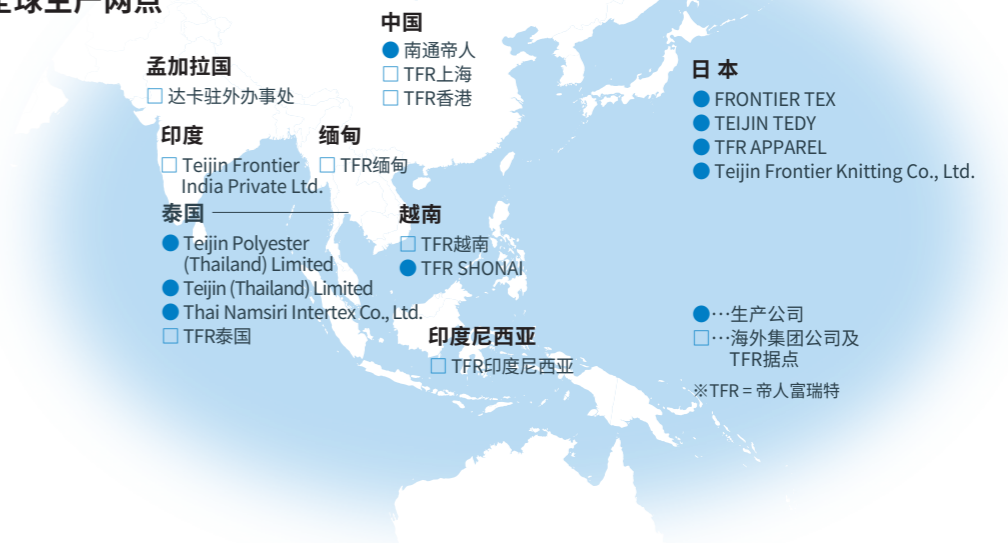 全球生产网点
中国
● 南通帝人
□ TFR上海
□ TFR香港
孟加拉国
□ 达卡驻外办事处
印度
□ Teijin Frontier
India Private Ltd.
缅甸
□ TFR缅甸
泰国
● Teijin Polyester
(Thailand) Limited
● Teijin (Thailand) Limited
● Thai Namsiri Intertex Co., Ltd.
□ TFR泰国
越南
□ TFR越南
● TFR SHONAI
印度尼西亚
□ TFR印度尼西亚
日本
● FRONTIER TEX
● TEIJIN TEDY
● TFR APPAREL
● Teijin Frontier Knitting Co., Ltd.
●…生产公司
□…海外集团公司及
TFR据点
※TFR = 帝人富瑞特